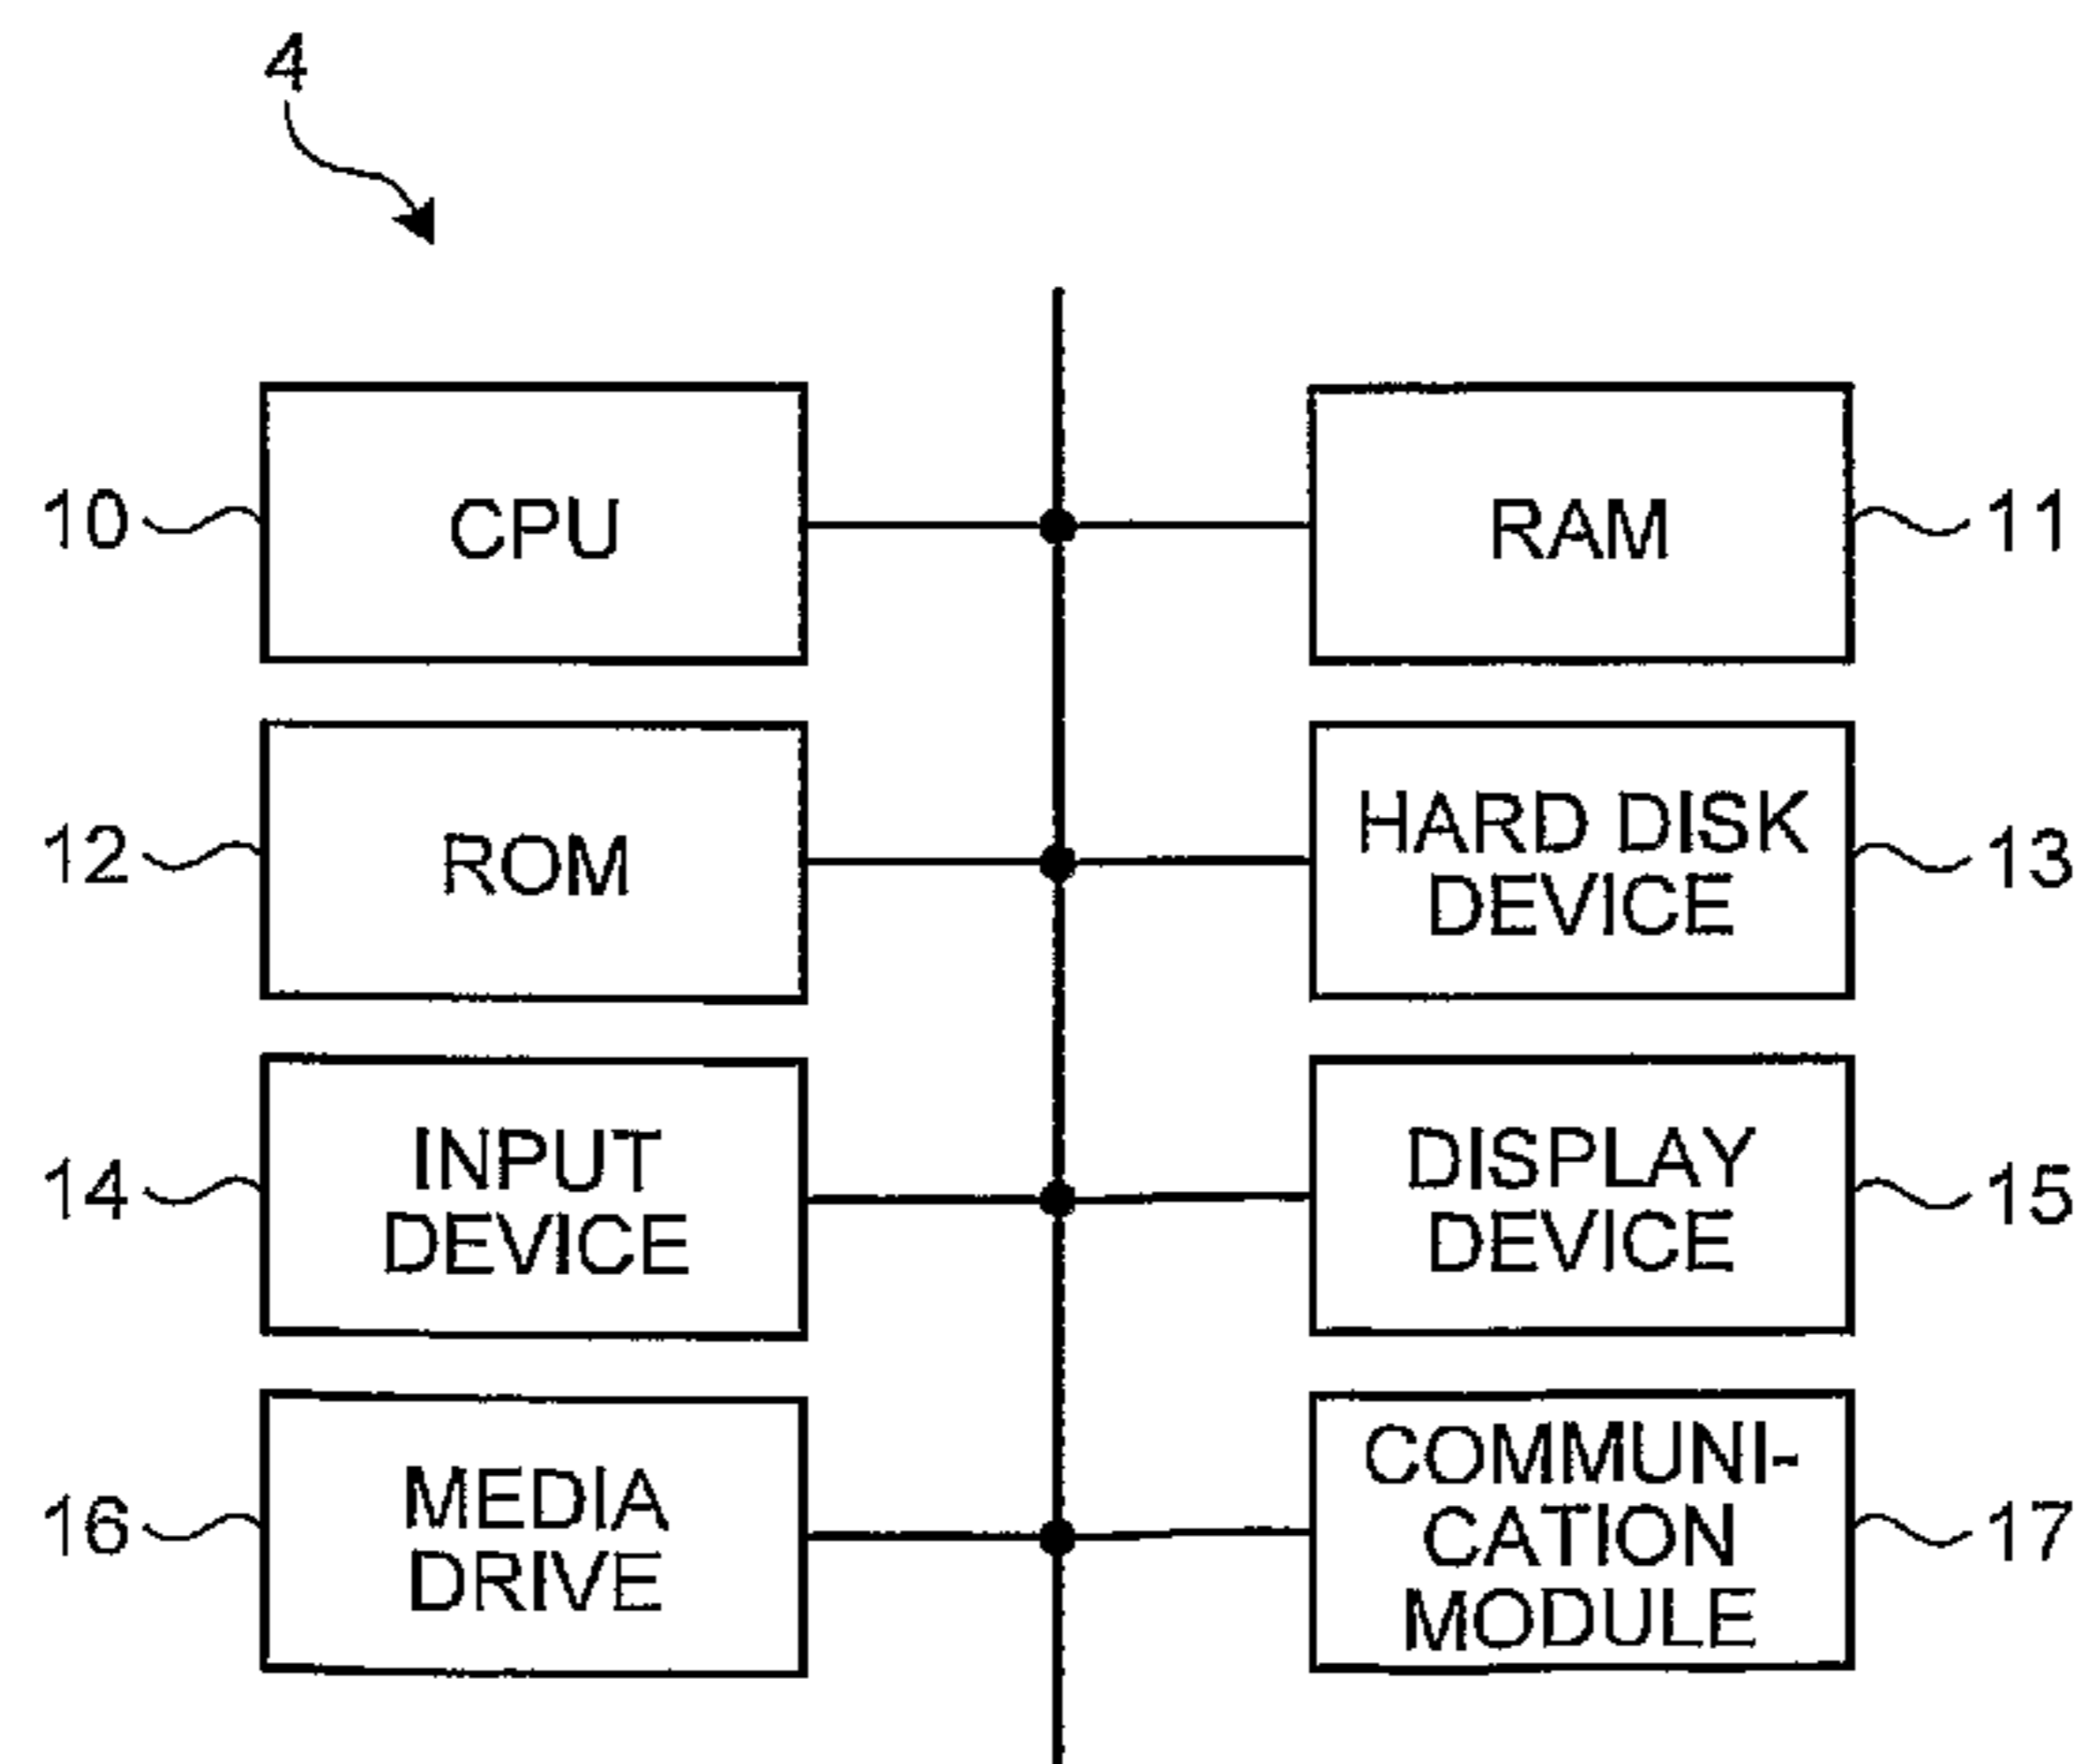 4
10
CPU
RAM
11
12
ROM
HARD DISK
DEVICE
13
14
INPUT
DEVICE
DISPLAY
DEVICE
15
16
MEDIA
DRIVE
COMMUNI-
CATION
MODULE
17